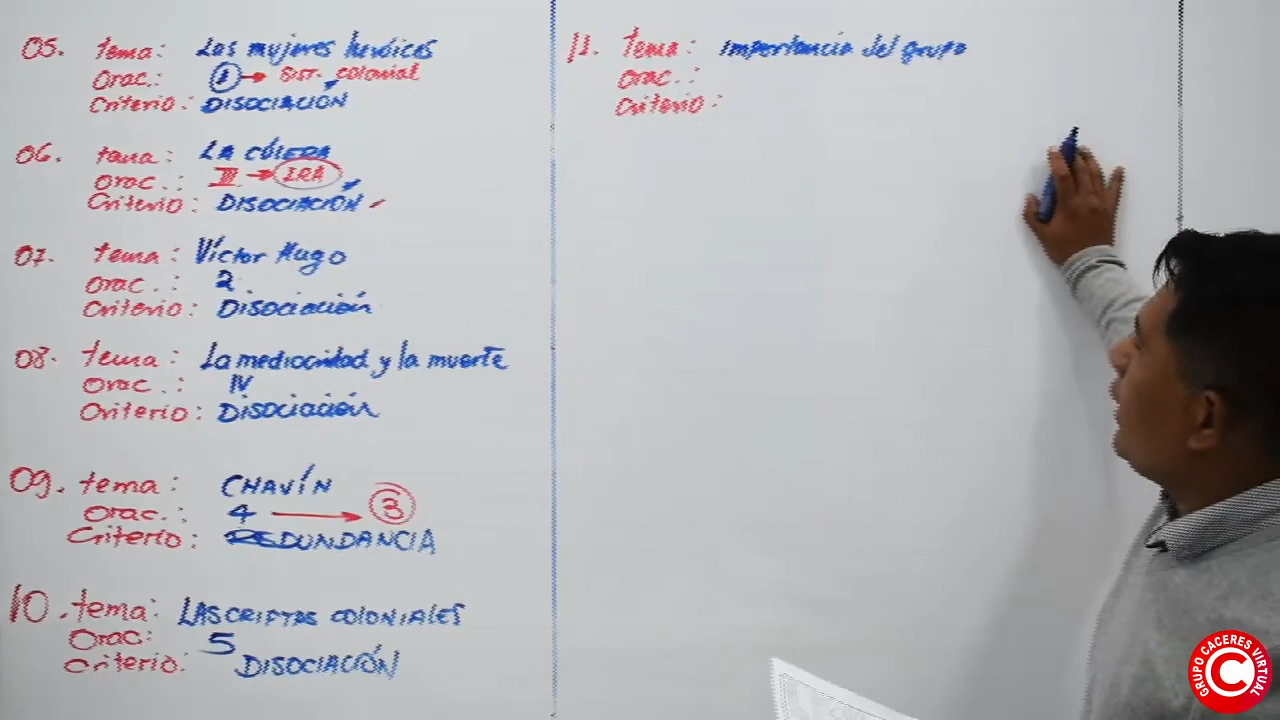 05. tema: Las mujeres heróicas
Orac.: 1 → SIST. colonial
Criterio: DISOCIACIÓN
06. tema: LA CÓLERA
Orac.: III → IRA
Criterio: DISOCIACIÓN
07. tema: Víctor Hugo
Orac.: 2
Criterio: Disociación
08. tema: La mediocridad y la muerte
Orac.: IV
Criterio: Disociación
09. tema: CHAVÍN
Orac.: 4 → 3
Criterio: REDUNDANCIA
10. tema: LAS CRIPTAS COLONIALES
Orac: 5
Criterio: DISOCIACIÓN
11. tema: Importancia del grupo
Orac.:
Criterio:
GRUPO CACERES VIRTUAL
C